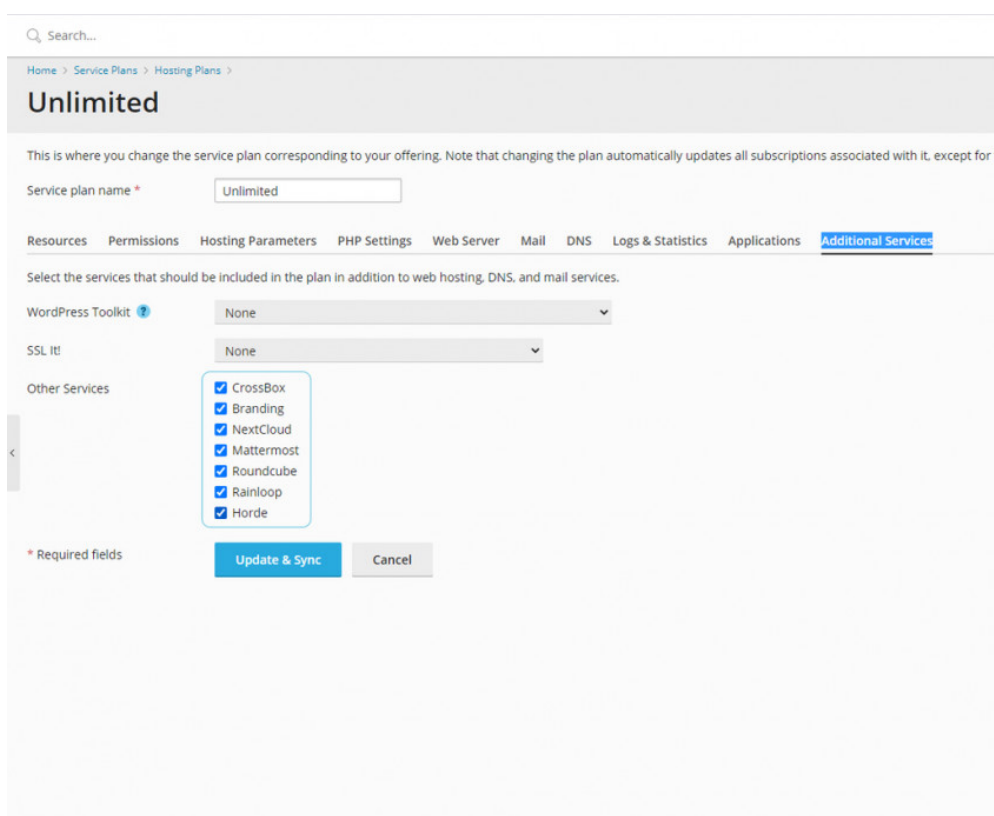 Search...
Home > Service Plans > Hosting Plans >
Unlimited
This is where you change the service plan corresponding to your offering. Note that changing the plan automatically updates all subscriptions associated with it, except for
Service plan name * Unlimited
Resources Permissions Hosting Parameters PHP Settings Web Server Mail DNS Logs & Statistics Applications Additional Services
Select the services that should be included in the plan in addition to web hosting, DNS, and mail services.
WordPress Toolkit ? None
SSL It! None
Other Services
CrossBox
Branding
NextCloud
Mattermost
Roundcube
Rainloop
Horde
* Required fields Update & Sync Cancel